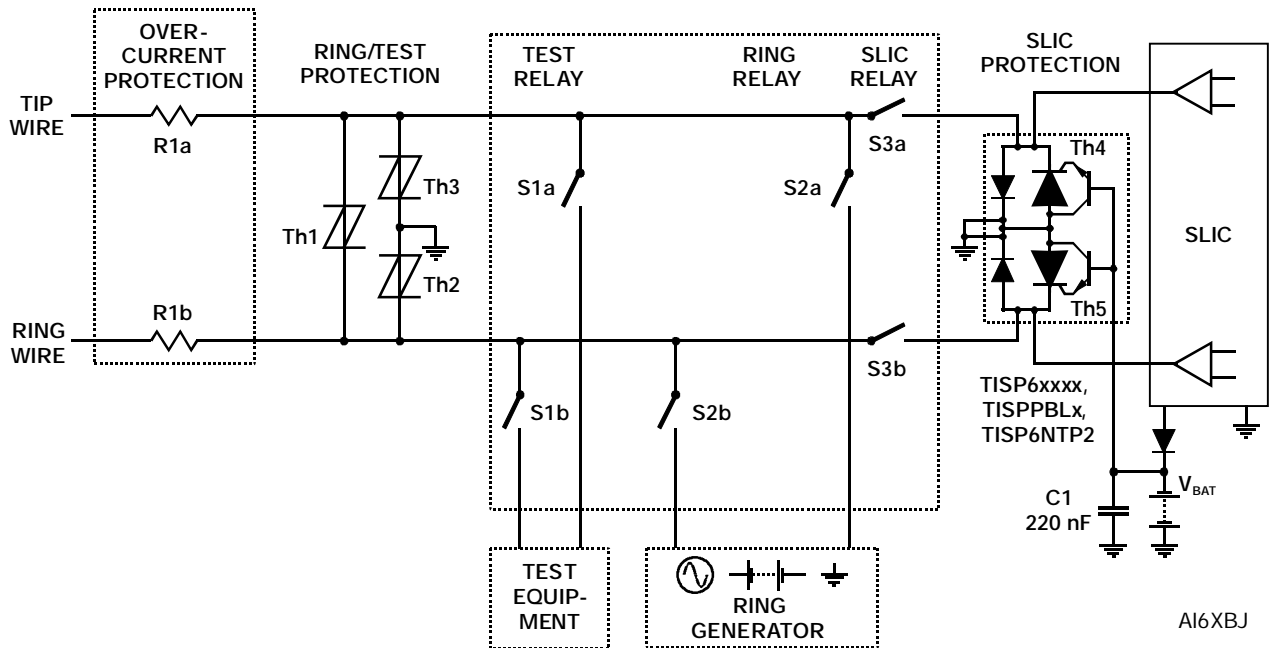 OVER-
CURRENT
PROTECTION
RING/TEST
PROTECTION
TEST
RELAY
RING
RELAY
SLIC
RELAY
SLIC
PROTECTION
TIP
WIRE
R1a
S3a
Th4
Th3
S1a
S2a
Th1
SLIC
Th2
R1b
Th5
RING
WIRE
S3b
TISP6xxxx,
TISPPBLx,
TISP6NTP2
S1b
S2b
VBAT
C1
220 nF
TEST
EQUIP-
MENT
RING
GENERATOR
AI6XBJ